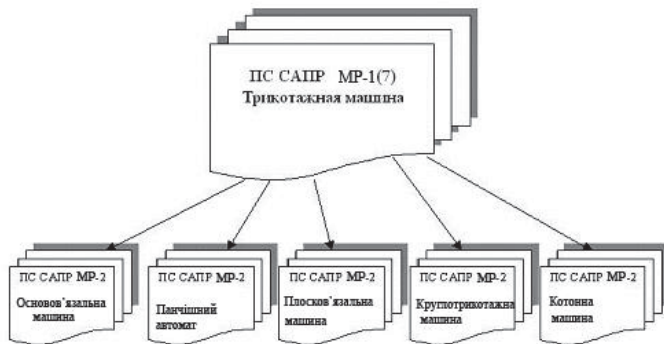 ПС САПР МР-1(7)
Трикотажная машина
ПС САПР МР-2
Основов'язальна
машина
ПС САПР МР-2
Панчішний
автомат
ПС САПР МР-2
Плосков'язальна
машина
ПС САПР МР-2
Круглотрикотажна
машина
ПС САПР МР-2
Котонна
машина